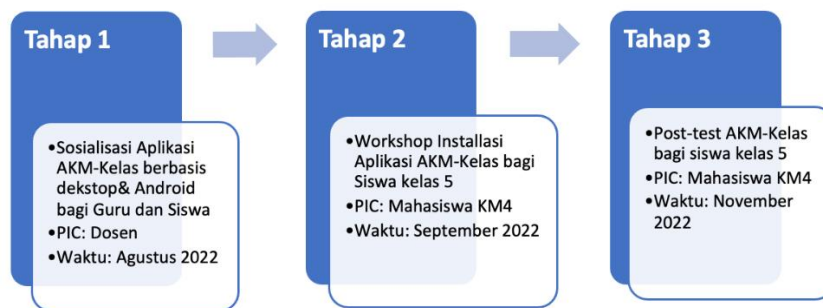 Tahap 1
•Sosialisasi Aplikasi
AKM-Kelas berbasis
dekstop& Android
bagi Guru dan Siswa
•PIC: Dosen
•Waktu: Agustus 2022
Tahap 2
•Workshop Installasi
Aplikasi AKM-Kelas bagi
Siswa kelas 5
•PIC: Mahasiswa KM4
•Waktu: September 2022
Tahap 3
•Post-test AKM-Kelas
bagi siswa kelas 5
•PIC: Mahasiswa KM4
•Waktu: November
2022